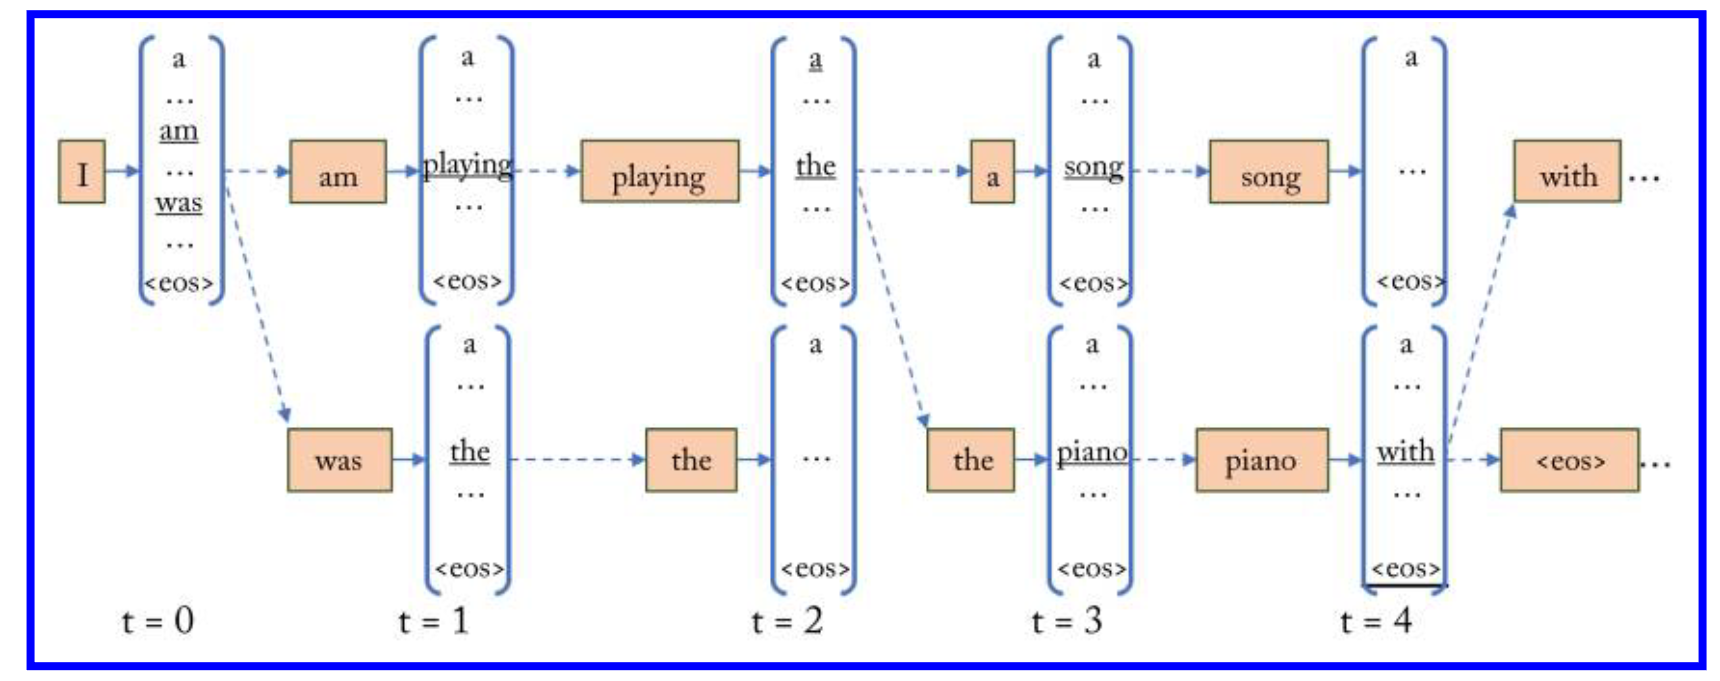 a a a a a
... ... ... ...
am
I ... am playing playing the a song song ... with ...
was ... ... ...
...
<eos> <eos> <eos> <eos> <eos>
a a a a
... ... ...
was the the ... the piano piano with <eos> ...
... ... ...
<eos> <eos> <eos> <eos>
t = 0 t = 1 t = 2 t = 3 t = 4